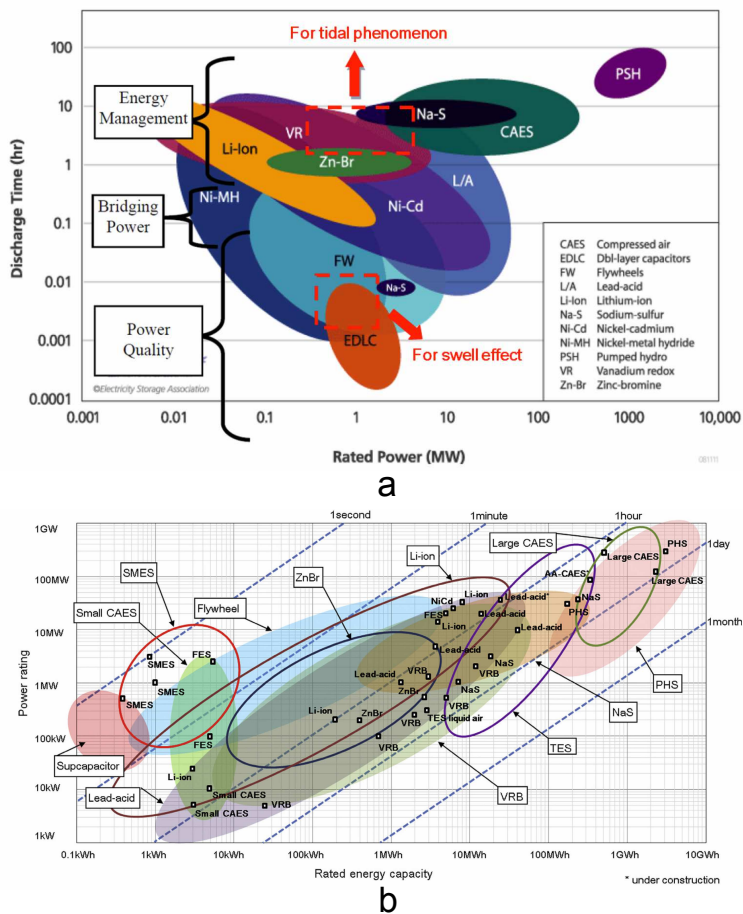 For tidal phenomenon
100
10
1
0.1
0.01
0.001
0.0001
Discharge Time (hr)
Energy
Management
Bridging
Power
Power
Quality
PSH
Na-S
CAES
VR
Li-Ion
Zn-Br
L/A
Ni-MH
Ni-Cd
FW
Na-S
EDLC
For swell effect
CAES Compressed air
EDLC Dbl-layer capacitors
FW Flywheels
L/A Lead-acid
Li-Ion Lithium-ion
Na-S Sodium-sulfur
Ni-Cd Nickel-cadmium
Ni-MH Nickel-metal hydride
PSH Pumped hydro
VR Vanadium redox
Zn-Br Zinc-bromine
©Electricity Storage Association
0.001 0.01 0.1 1 10 100 1000 10,000
Rated Power (MW)
081111
a
1second 1minute 1hour
1day
1month
1GW
100MW
10MW
1MW
100kW
10kW
1kW
Power rating
SMES
Small CAES
Flywheel
ZnBr
Li-ion
Large CAES
PHS
Large CAES
Large CAES
AA-CAES*
NaS
PHS
Li-ion
Lead-acid*
NiCd
FES
Lead-acid
Li-ion
Lead-acid
FES
SMES
SMES
SMES
Lead-acid
VRB
NaS
Lead-acid
VRB
ZnBr
NaS
VRB
Li-ion
ZnBr
VRB
TES liquid air
FES
VRB
Li-ion
Small CAES
Small CAES
VRB
Supcapacitor
Lead-acid
PHS
NaS
TES
VRB
0.1kWh 1kWh 10kWh 100kWh 1MWh 10MWh 100MWh 1GWh 10GWh
Rated energy capacity
* under construction
b